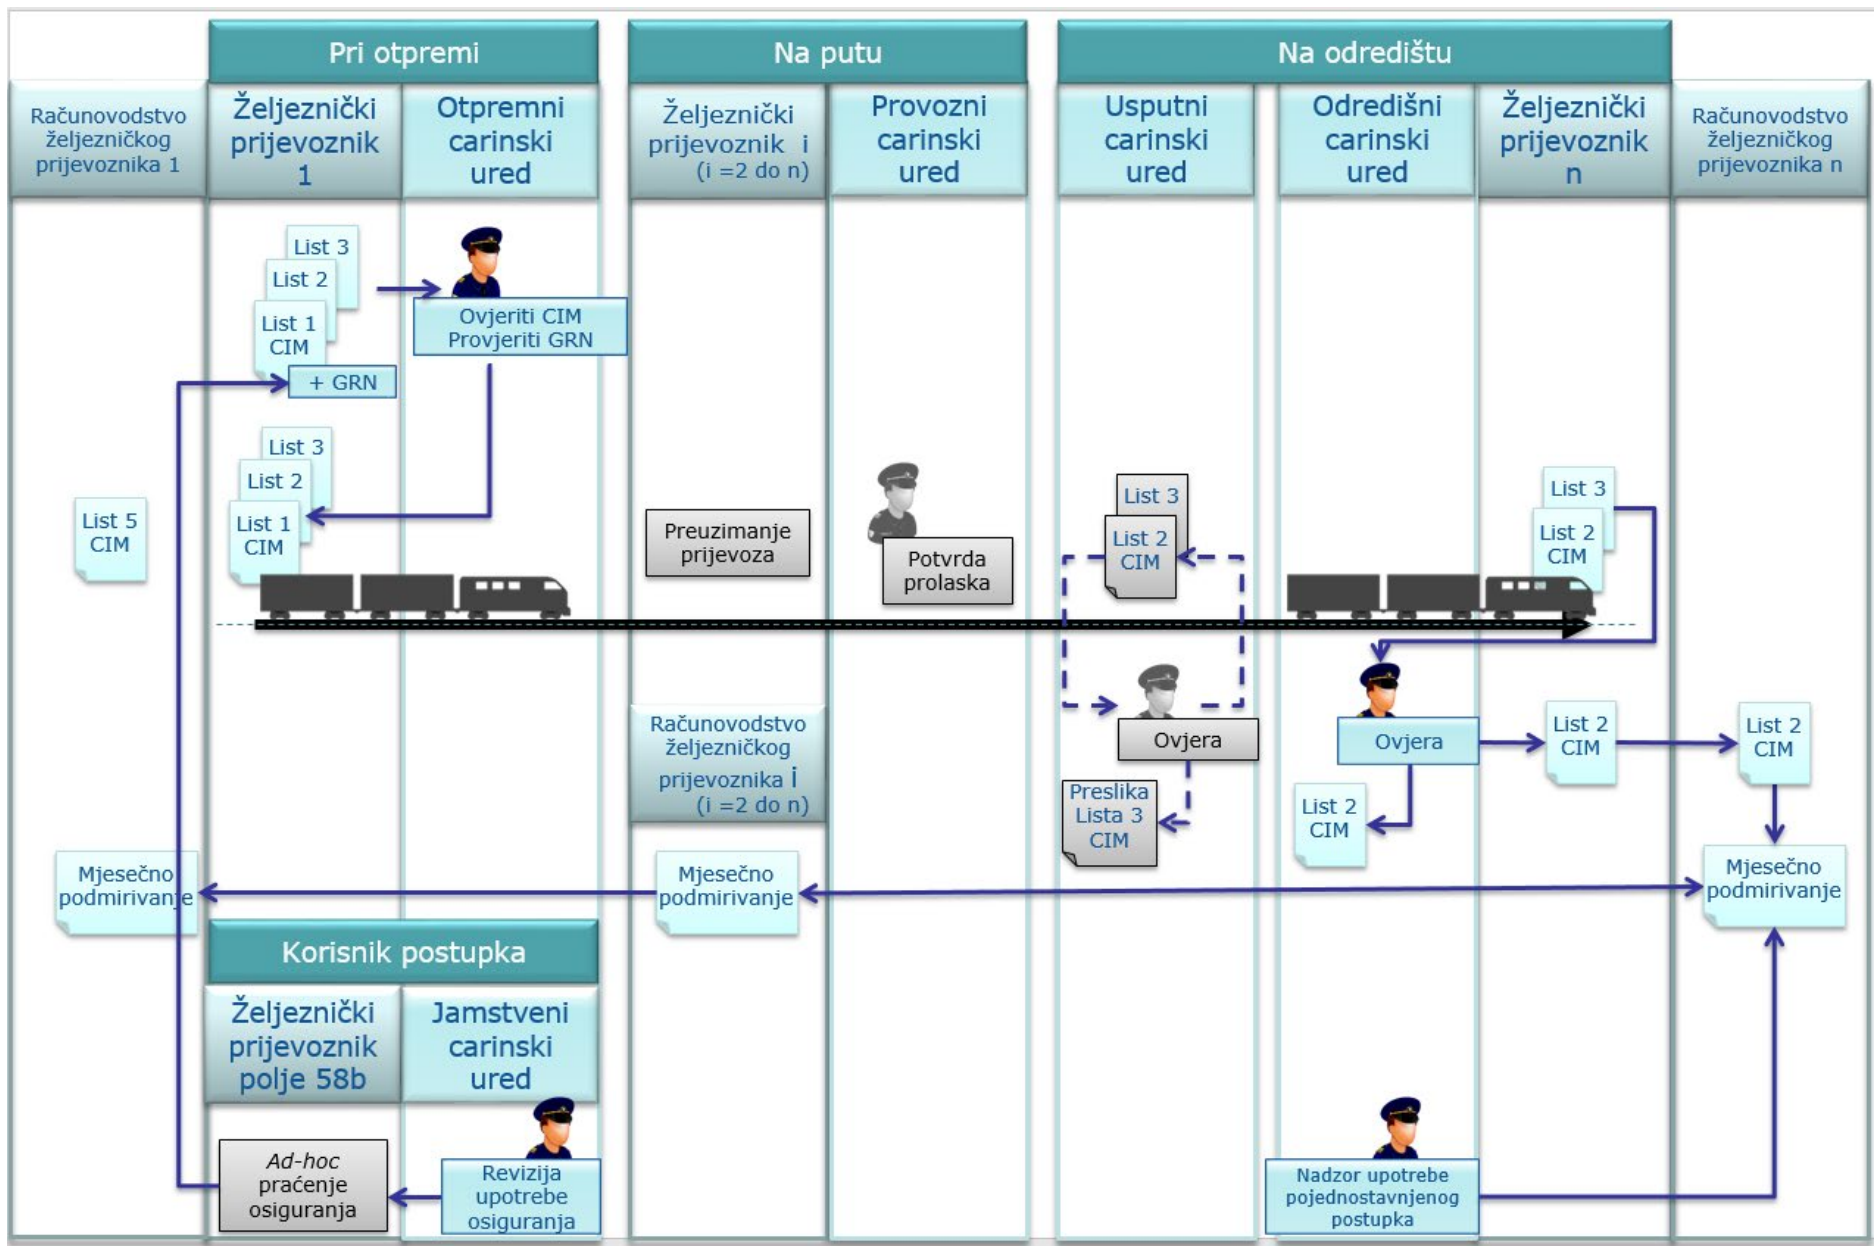 Pri otpremi
Na putu
Na odredištu
Računovodstvo
željezničkog
prijevoznika 1
Željeznički
prijevoznik
1
Otpremni
carinski
ured
Željeznički
prijevoznik i
(i =2 do n)
Provozni
carinski
ured
Usputni
carinski
ured
Odredišni
carinski
ured
Željeznički
prijevoznik
n
Računovodstvo
željezničkog
prijevoznika n
List 3
List 2
List 1
CIM
+ GRN
Ovjeriti CIM
Provjeriti GRN
List 3
List 2
List 1
CIM
List 5
CIM
Preuzimanje
prijevoza
Potvrda
prolaska
List 3
List 2
CIM
List 3
List 2
CIM
Računovodstvo
željezničkog
prijevoznika i
(i =2 do n)
Ovjera
Preslika
Lista 3
CIM
Ovjera
List 2
CIM
List 2
CIM
List 2
CIM
Mjesečno
podmirivanje
Mjesečno
podmirivanje
Mjesečno
podmirivanje
Korisnik postupka
Željeznički
prijevoznik
polje 58b
Jamstveni
carinski
ured
Ad-hoc
praćenje
osiguranja
Revizija
upotrebe
osiguranja
Nadzor upotrebe
pojednostavnjenog
postupka